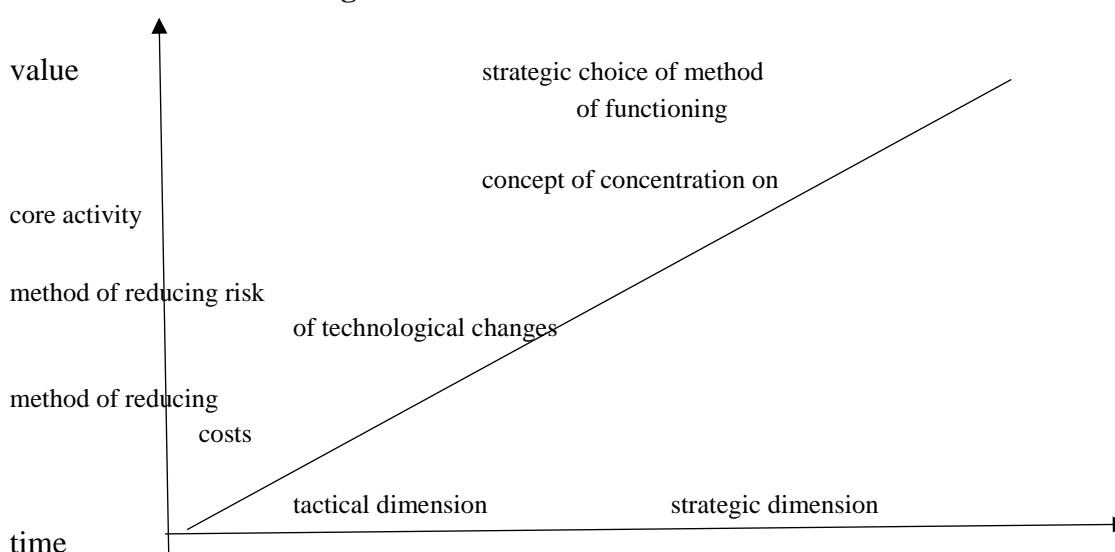 value
strategic choice of method
of functioning
concept of concentration on
core activity
method of reducing risk
of technological changes
method of reducing
costs
tactical dimension strategic dimension
time